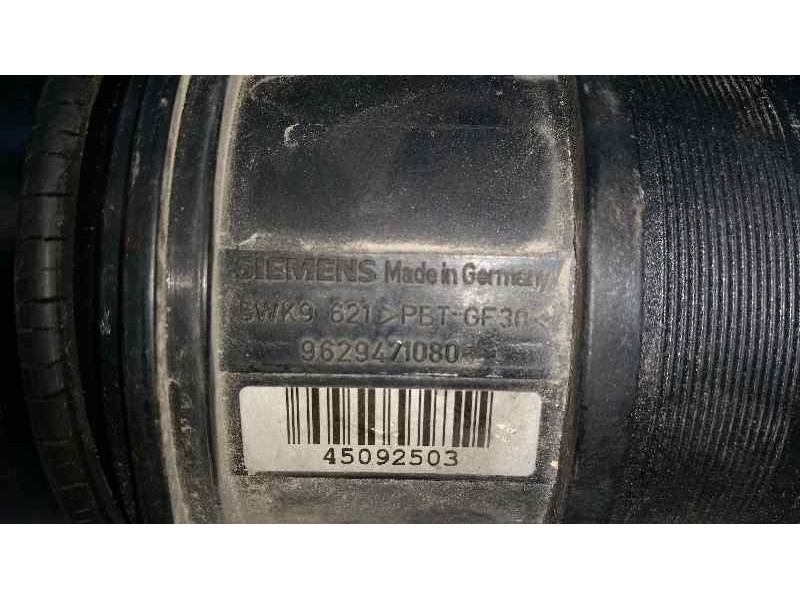 SIEMENS Made in Germany
5WK9 621 >PBT-GF30<
9629471080
45092503